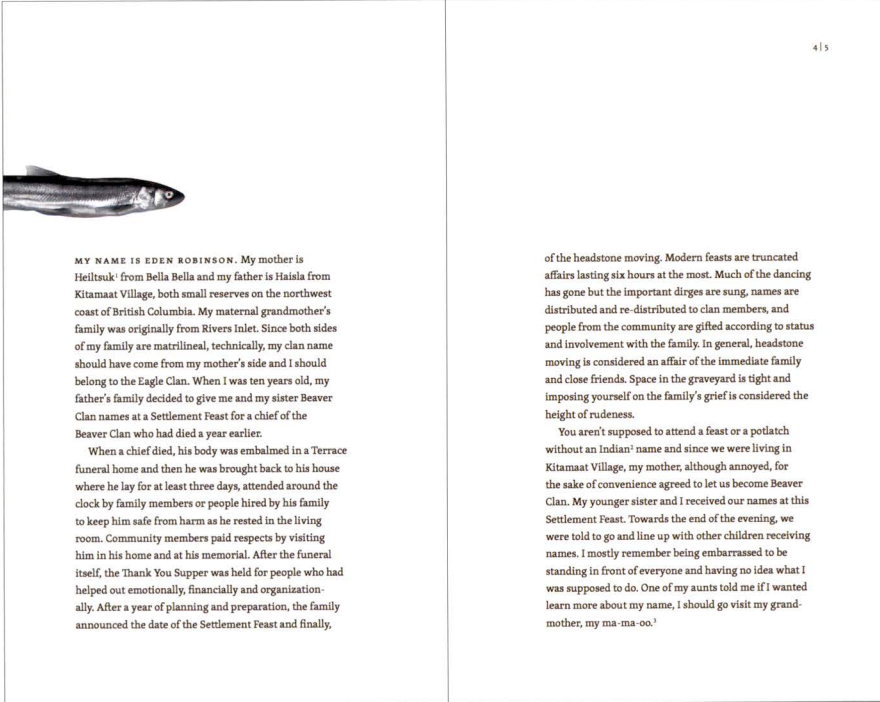 4|5
MY NAME IS EDEN ROBINSON. My mother is
Heiltsuk¹ from Bella Bella and my father is Haisla from
Kitamaat Village, both small reserves on the northwest
coast of British Columbia. My maternal grandmother's
family was originally from Rivers Inlet. Since both sides
of my family are matrilineal, technically, my clan name
should have come from my mother's side and I should
belong to the Eagle Clan. When I was ten years old, my
father's family decided to give me and my sister Beaver
Clan names at a Settlement Feast for a chief of the
Beaver Clan who had died a year earlier.
When a chief died, his body was embalmed in a Terrace
funeral home and then he was brought back to his house
where he lay for at least three days, attended around the
clock by family members or people hired by his family
to keep him safe from harm as he rested in the living
room. Community members paid respects by visiting
him in his home and at his memorial. After the funeral
itself, the Thank You Supper was held for people who had
helped out emotionally, financially and organization-
ally. After a year of planning and preparation, the family
announced the date of the Settlement Feast and finally,
of the headstone moving. Modern feasts are truncated
affairs lasting six hours at the most. Much of the dancing
has gone but the important dirges are sung, names are
distributed and re-distributed to clan members, and
people from the community are gifted according to status
and involvement with the family. In general, headstone
moving is considered an affair of the immediate family
and close friends. Space in the graveyard is tight and
imposing yourself on the family's grief is considered the
height of rudeness.
You aren't supposed to attend a feast or a potlatch
without an Indian² name and since we were living in
Kitamaat Village, my mother, although annoyed, for
the sake of convenience agreed to let us become Beaver
Clan. My younger sister and I received our names at this
Settlement Feast. Towards the end of the evening, we
were told to go and line up with other children receiving
names. I mostly remember being embarrassed to be
standing in front of everyone and having no idea what I
was supposed to do. One of my aunts told me if I wanted
learn more about my name, I should go visit my grand-
mother, my ma-ma-oo.³